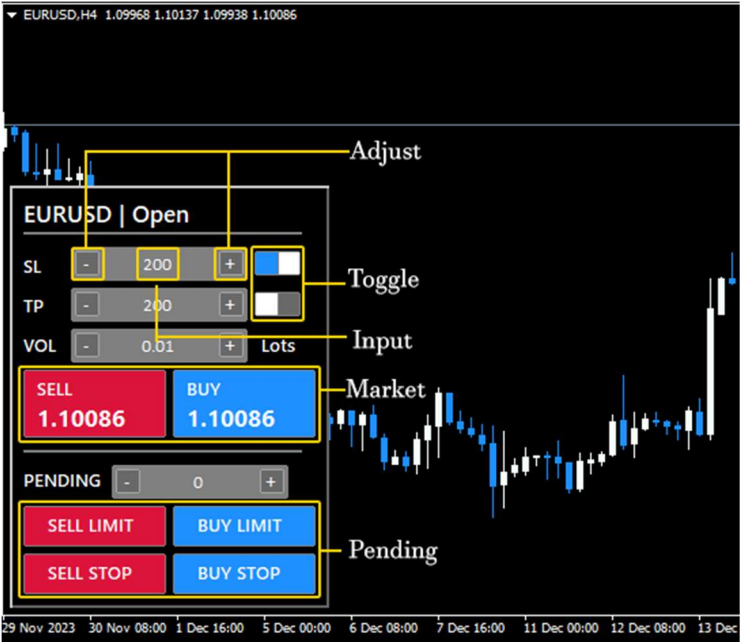 EURUSD,H4 1.09968 1.10137 1.09938 1.10086
Adjust
EURUSD | Open
SL - 200 +
Toggle
TP - 200 +
VOL - 0.01 + Lots
Input
SELL BUY
Market
1.10086 1.10086
PENDING - 0 +
SELL LIMIT BUY LIMIT
Pending
SELL STOP BUY STOP
29 Nov 2023 30 Nov 08:00 1 Dec 16:00 5 Dec 00:00 6 Dec 08:00 7 Dec 16:00 11 Dec 00:00 12 Dec 08:00 13 Dec